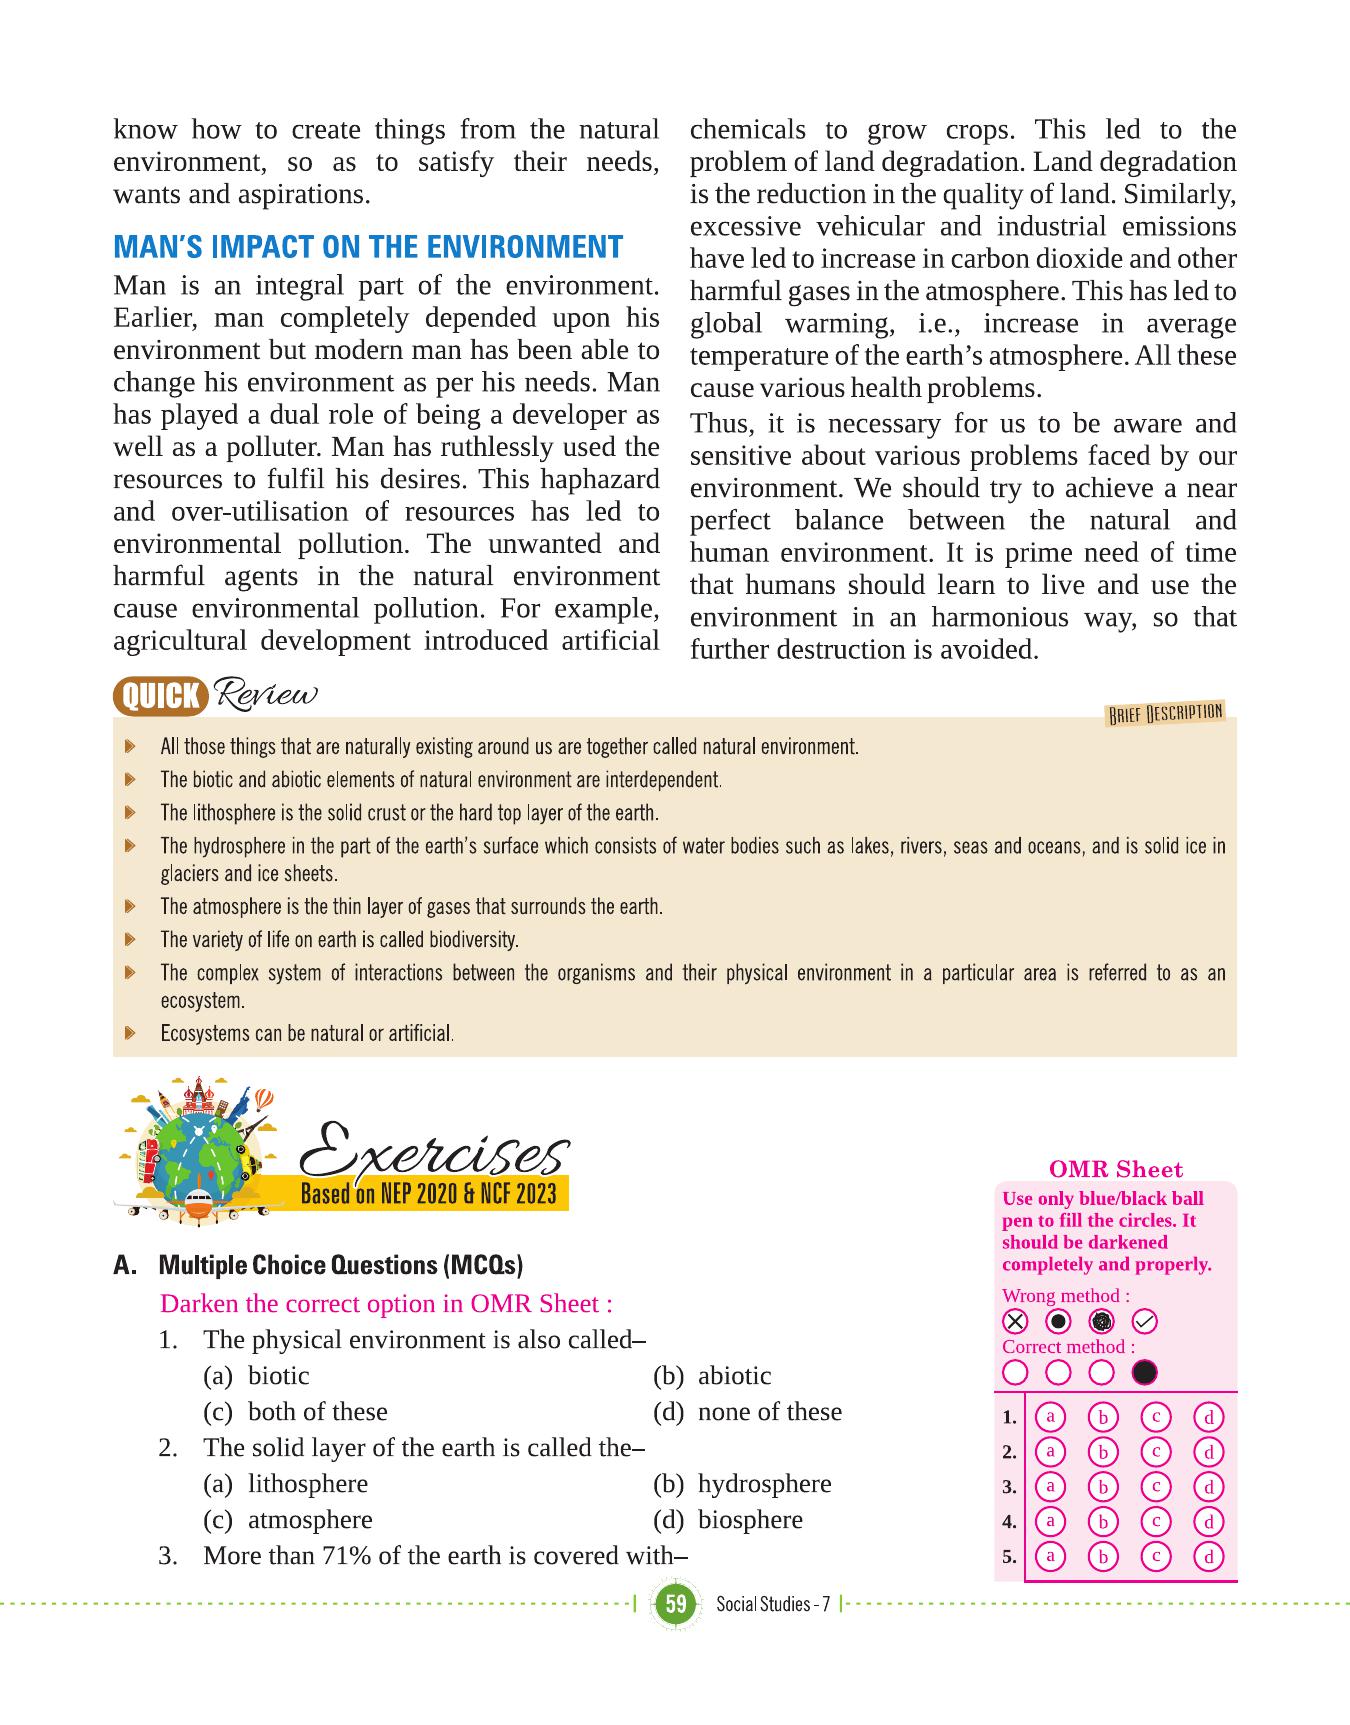 know how to create things from the natural
environment, so as to satisfy their needs,
wants and aspirations.
MAN'S IMPACT ON THE ENVIRONMENT
Man is an integral part of the environment.
Earlier, man completely depended upon his
environment but modern man has been able to
change his environment as per his needs. Man
has played a dual role of being a developer as
well as a polluter. Man has ruthlessly used the
resources to fulfil his desires. This haphazard
and over-utilisation of resources has led to
environmental pollution. The unwanted and
harmful agents in the natural environment
cause environmental pollution. For example,
agricultural development introduced artificial
chemicals to grow crops. This led to the
problem of land degradation. Land degradation
is the reduction in the quality of land. Similarly,
excessive vehicular and industrial emissions
have led to increase in carbon dioxide and other
harmful gases in the atmosphere. This has led to
global warming, i.e., increase in average
temperature of the earth's atmosphere. All these
cause various health problems.
Thus, it is necessary for us to be aware and
sensitive about various problems faced by our
environment. We should try to achieve a near
perfect balance between the natural and
human environment. It is prime need of time
that humans should learn to live and use the
environment in an harmonious way, so that
further destruction is avoided.
QUICK Review
BRIEF DESCRIPTION
All those things that are naturally existing around us are together called natural environment.
The biotic and abiotic elements of natural environment are interdependent.
The lithosphere is the solid crust or the hard top layer of the earth.
The hydrosphere in the part of the earth's surface which consists of water bodies such as lakes, rivers, seas and oceans, and is solid ice in
glaciers and ice sheets.
The atmosphere is the thin layer of gases that surrounds the earth.
The variety of life on earth is called biodiversity.
The complex system of interactions between the organisms and their physical environment in a particular area is referred to as an
ecosystem.
Ecosystems can be natural or artificial.
Exercises
Based on NEP 2020 & NCF 2023
A. Multiple Choice Questions (MCQs)
Darken the correct option in OMR Sheet :
1. The physical environment is also called–
(a) biotic (b) abiotic
(c) both of these (d) none of these
2. The solid layer of the earth is called the–
(a) lithosphere (b) hydrosphere
(c) atmosphere (d) biosphere
3. More than 71% of the earth is covered with–
OMR Sheet
Use only blue/black ball
pen to fill the circles. It
should be darkened
completely and properly.
Wrong method :
Correct method :
1. a b c d
2. a b c d
3. a b c d
4. a b c d
5. a b c d
59 Social Studies - 7